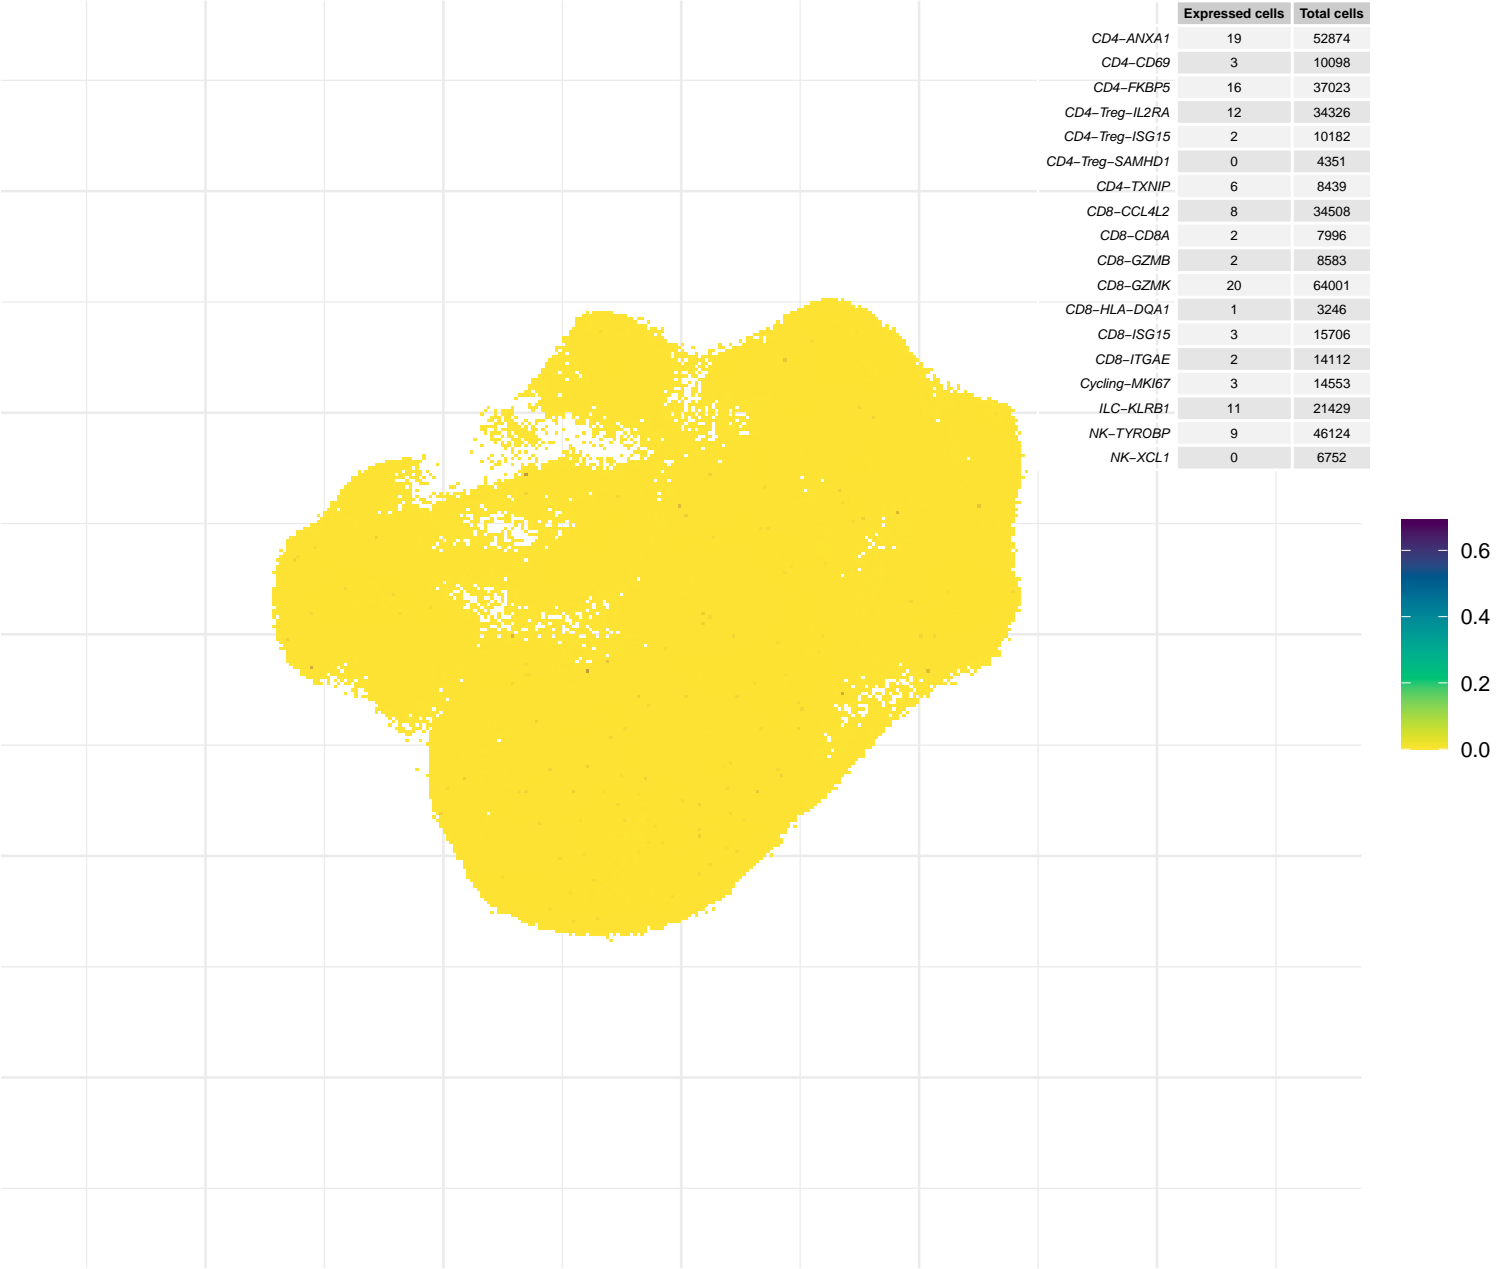 Expressed cells Total cells
CD4−ANXA1 19 52874
CD4−CD69 3 10098
CD4−FKBP5 16 37023
CD4−Treg−IL2RA 12 34326
CD4−Treg−ISG15 2 10182
CD4−Treg−SAMHD1 0 4351
CD4−TXNIP 6 8439
CD8−CCL4L2 8 34508
CD8−CD8A 2 7996
CD8−GZMB 2 8583
CD8−GZMK 20 64001
CD8−HLA−DQA1 1 3246
CD8−ISG15 3 15706
CD8−ITGAE 2 14112
Cycling−MKI67 3 14553
ILC−KLRB1 11 21429
NK−TYROBP 9 46124
NK−XCL1 0 6752
0.6
0.4
0.2
0.0